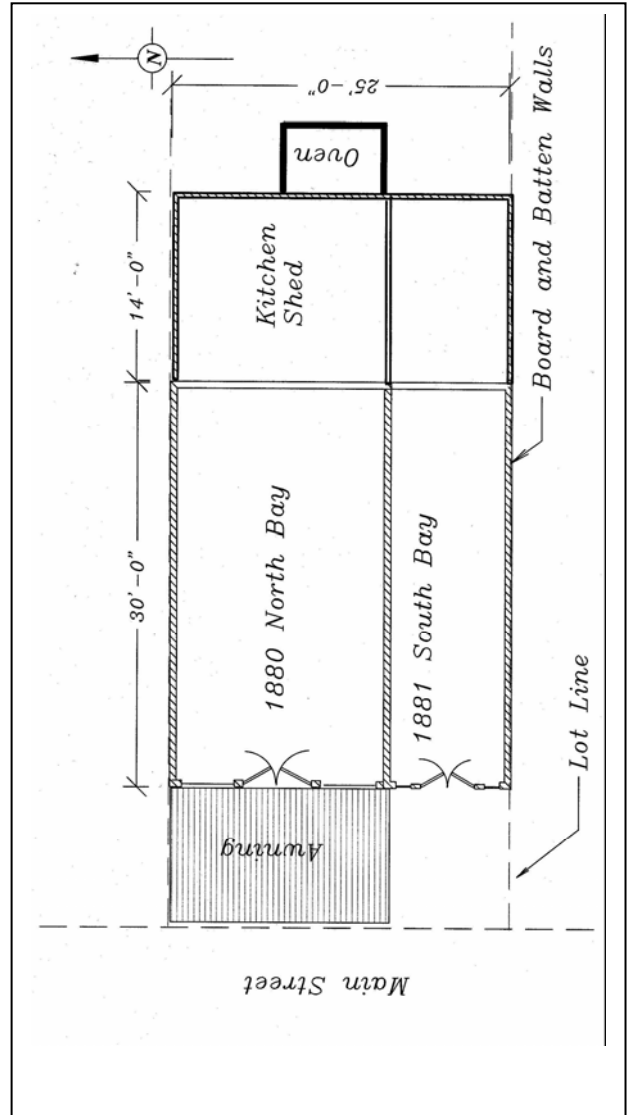 N
25'-0"
14'-0"
30'-0"
Oven
Kitchen
Shed
1880 North Bay
1881 South Bay
Board and Batten Walls
Lot Line
Awning
Main Street